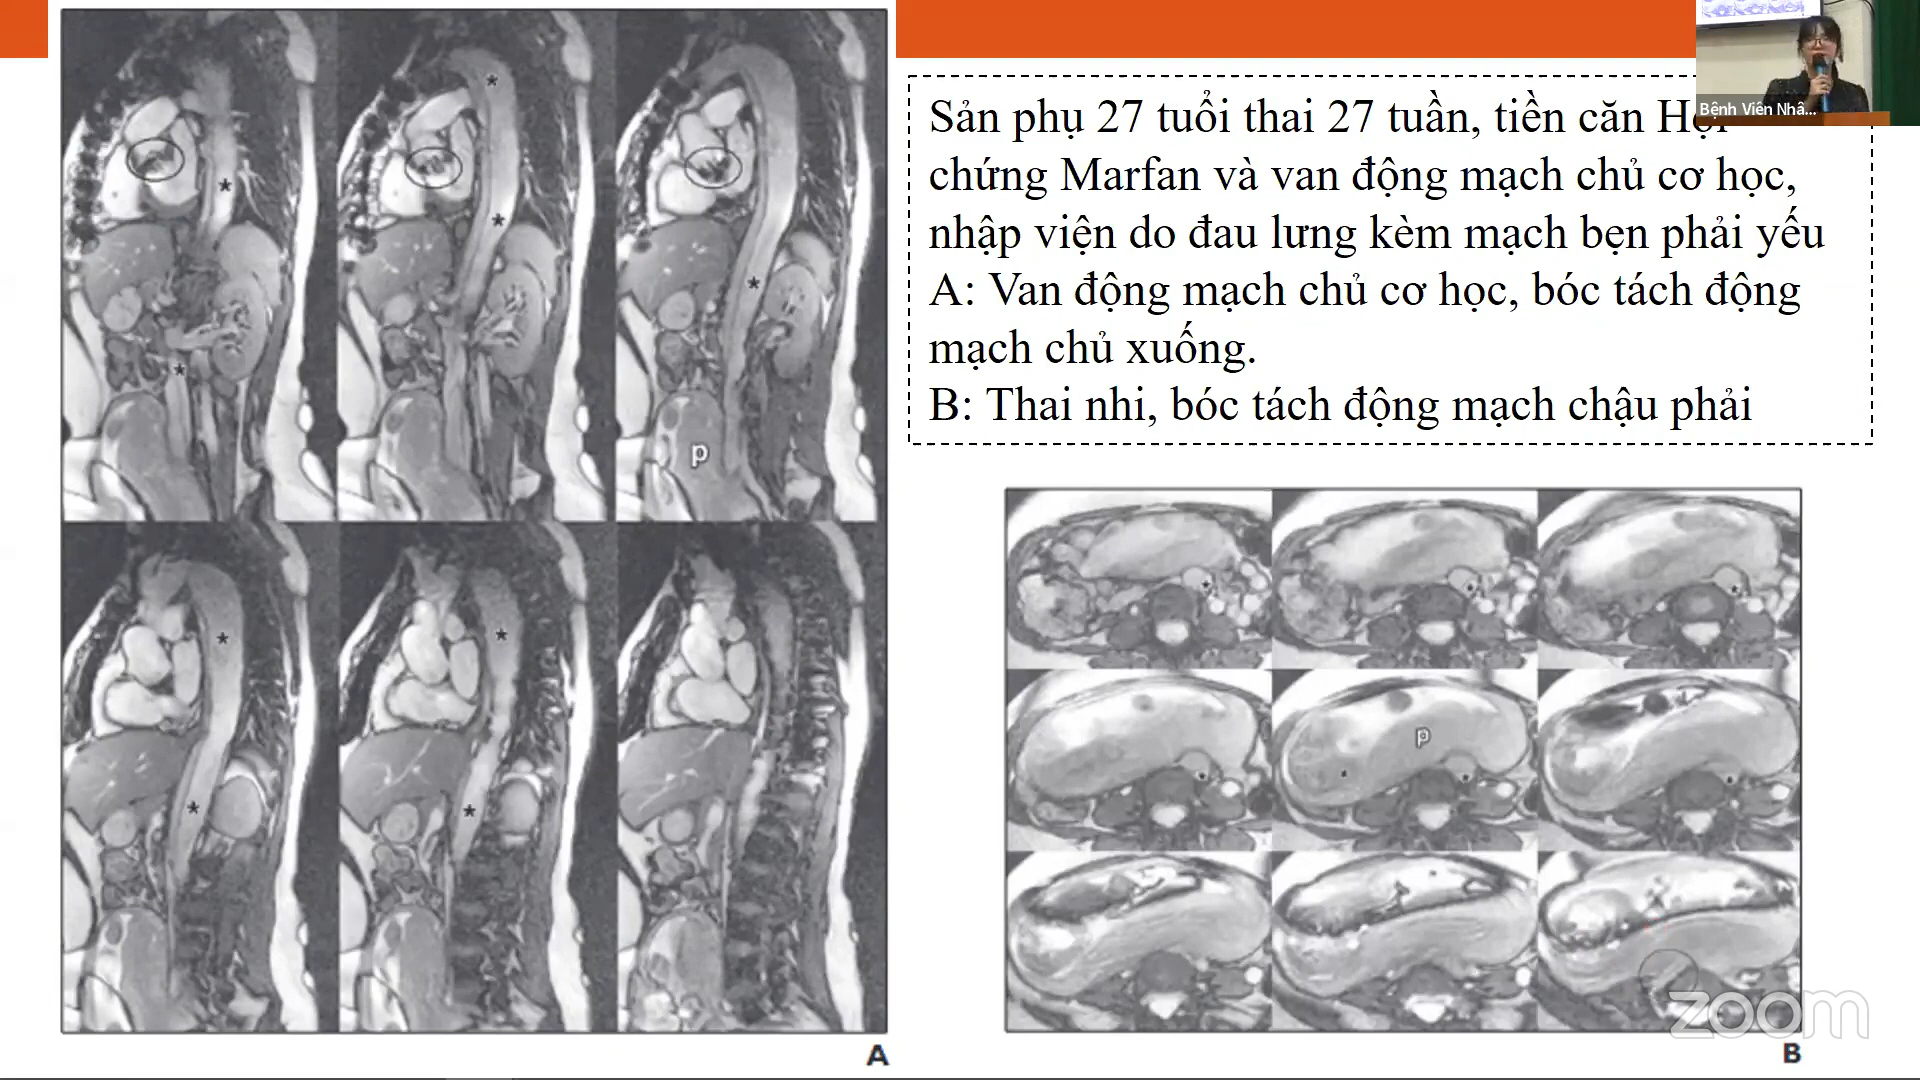 Bệnh Viên Nhâ...
Sản phụ 27 tuổi thai 27 tuần, tiền căn Hội
chứng Marfan và van động mạch chủ cơ học,
nhập viện do đau lưng kèm mạch bẹn phải yếu
A: Van động mạch chủ cơ học, bóc tách động
mạch chủ xuống.
B: Thai nhi, bóc tách động mạch chậu phải
p
p
A
B
zoom